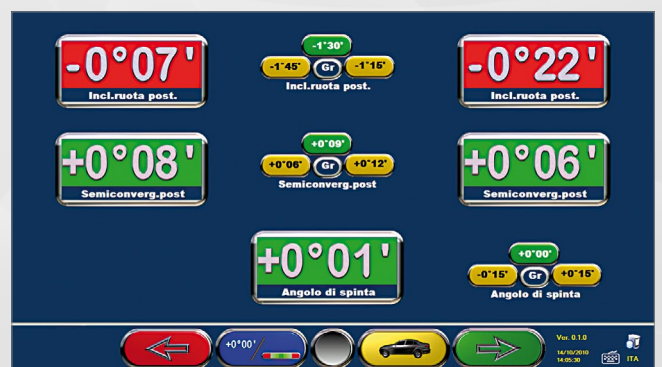 -0°07'
Incl.ruota post.
-1°30'
-1°45' Gr -1°15'
Incl.ruota post.
-0°22'
Incl.ruota post.
+0°08'
Semiconverg.post
+0°09'
+0°06' Gr +0°12'
Semiconverg.post
+0°06'
Semiconverg.post
+0°01'
Angolo di spinta
+0°00'
-0°15' Gr +0°15'
Angolo di spinta
+0°00'
Ver. 0.1.0
14/10/2010
14:05:30
ITA